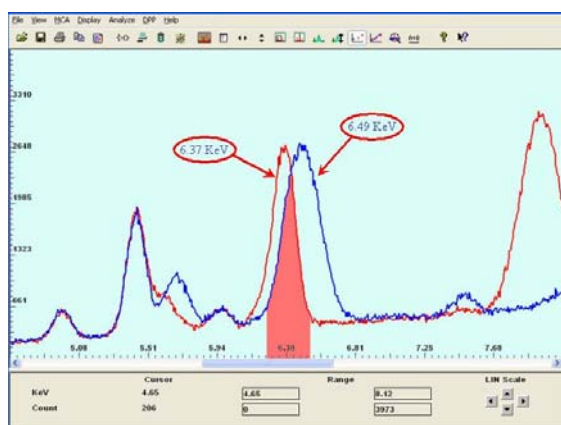 File View MCA Display Analyze DPP Help
3310
2648
6.49 KeV
6.37 KeV
1985
1323
661
5.08 5.51 5.94 6.38 6.81 7.25 7.68
Cursor Range LIN Scale
KeV 4.65 4.65 8.12
Count 206 0 3973